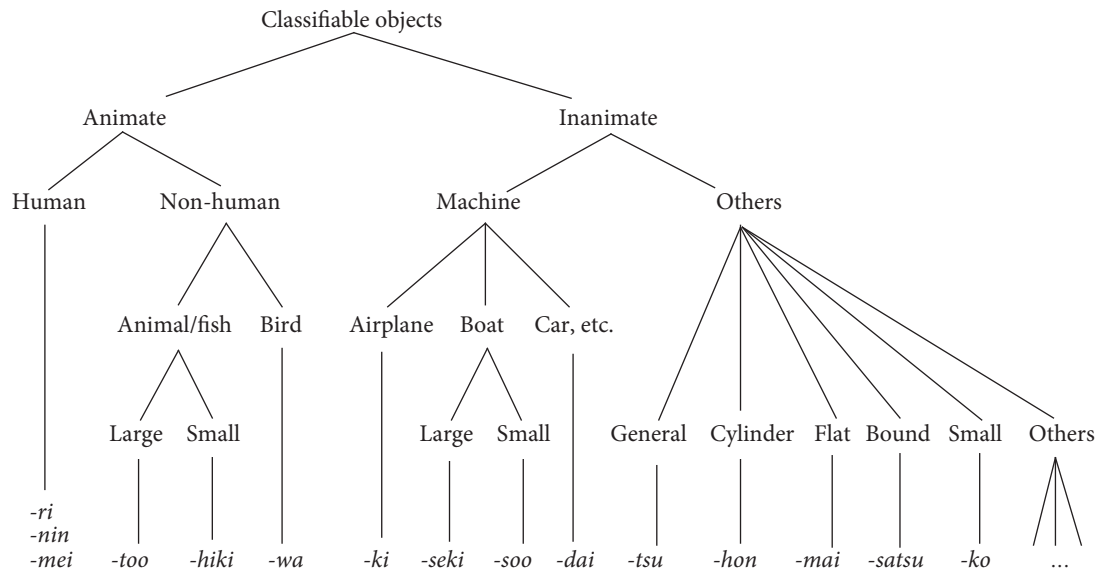 Classifiable objects
Animate Inanimate
Human Non-human Machine Others
Animal/fish Bird Airplane Boat Car, etc.
Large Small Large Small General Cylinder Flat Bound Small Others
-ri
-nin
-mei -too -hiki -wa -ki -seki -soo -dai -tsu -hon -mai -satsu -ko ...